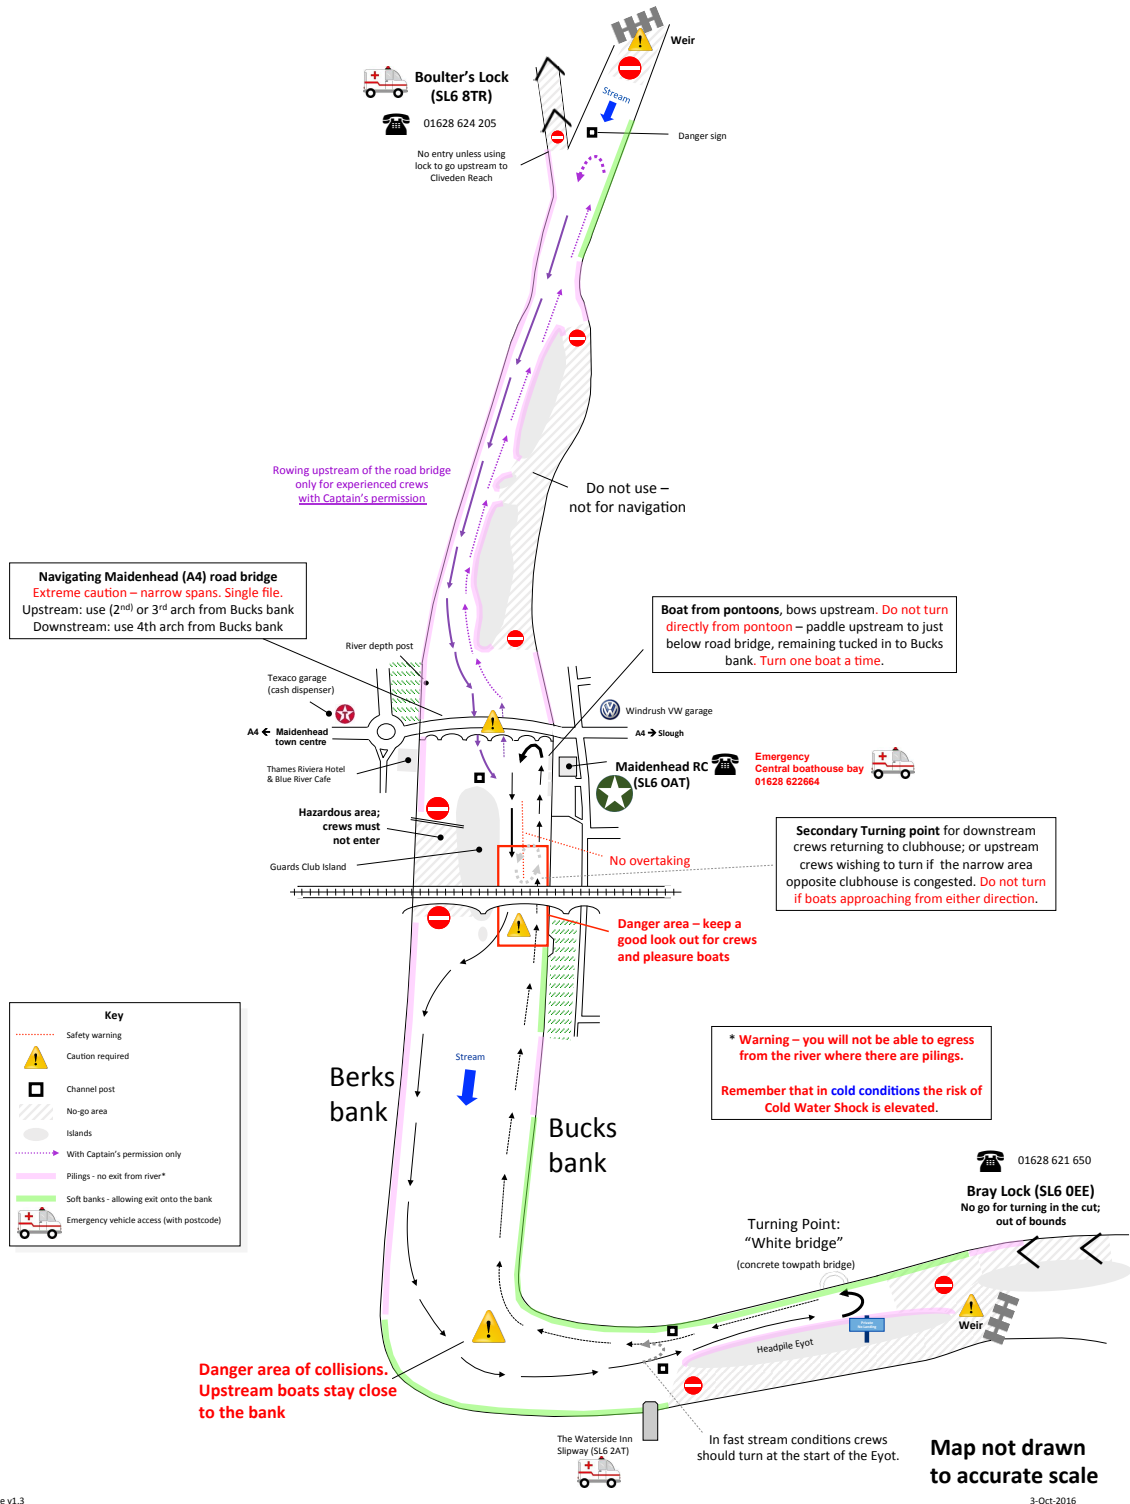 Weir
Boulter's Lock
(SL6 8TR)
01628 624 205
Stream
Danger sign
No entry unless using
lock to go upstream to
Cliveden Reach
Rowing upstream of the road bridge
only for experienced crews
with Captain's permission
Do not use –
not for navigation
Navigating Maidenhead (A4) road bridge
Extreme caution – narrow spans. Single file.
Upstream: use (2nd) or 3rd arch from Bucks bank
Downstream: use 4th arch from Bucks bank
Boat from pontoons, bows upstream. Do not turn
directly from pontoon – paddle upstream to just
below road bridge, remaining tucked in to Bucks
bank. Turn one boat a time.
River depth post
Texaco garage
(cash dispenser)
Windrush VW garage
A4 ← Maidenhead
town centre
A4 → Slough
Thames Riviera Hotel
& Blue River Cafe
Maidenhead RC
(SL6 OAT)
Emergency
Central boathouse bay
01628 622664
Hazardous area;
crews must
not enter
Guards Club Island
No overtaking
Secondary Turning point for downstream
crews returning to clubhouse; or upstream
crews wishing to turn if the narrow area
opposite clubhouse is congested. Do not turn
if boats approaching from either direction.
Danger area – keep a
good look out for crews
and pleasure boats
Key
Safety warning
Caution required
Channel post
No-go area
Islands
With Captain's permission only
Pilings - no exit from river*
Soft banks - allowing exit onto the bank
Emergency vehicle access (with postcode)
Stream
Berks
bank
Bucks
bank
* Warning – you will not be able to egress
from the river where there are pilings.
Remember that in cold conditions the risk of
Cold Water Shock is elevated.
01628 621 650
Bray Lock (SL6 0EE)
No go for turning in the cut;
out of bounds
Turning Point:
"White bridge"
(concrete towpath bridge)
Private
No landing
Weir
Headpile Eyot
Danger area of collisions.
Upstream boats stay close
to the bank
The Waterside Inn
Slipway (SL6 2AT)
In fast stream conditions crews
should turn at the start of the Eyot.
Map not drawn
to accurate scale
e v1.3
3-Oct-2016